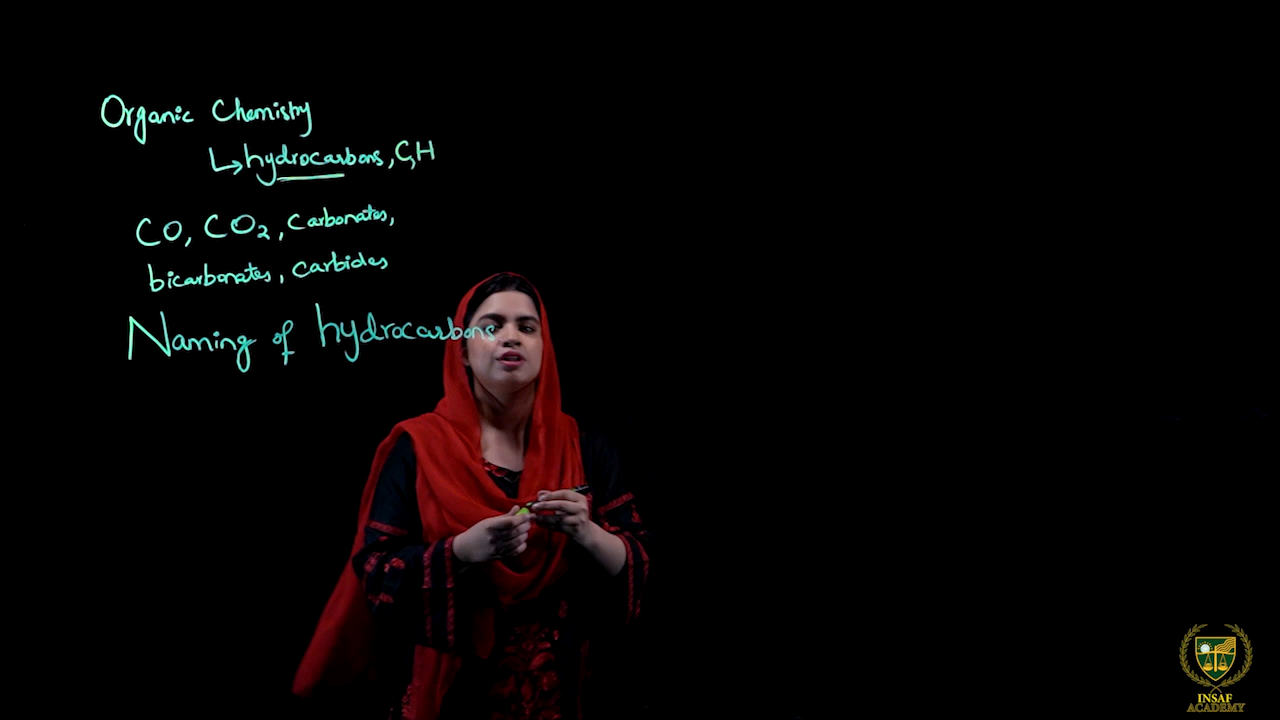 Organic Chemistry
↳ hydrocarbons, C,H
CO, CO₂, carbonates,
bicarbonates, carbides
Naming of hydrocarbons
INSAF
ACADEMY